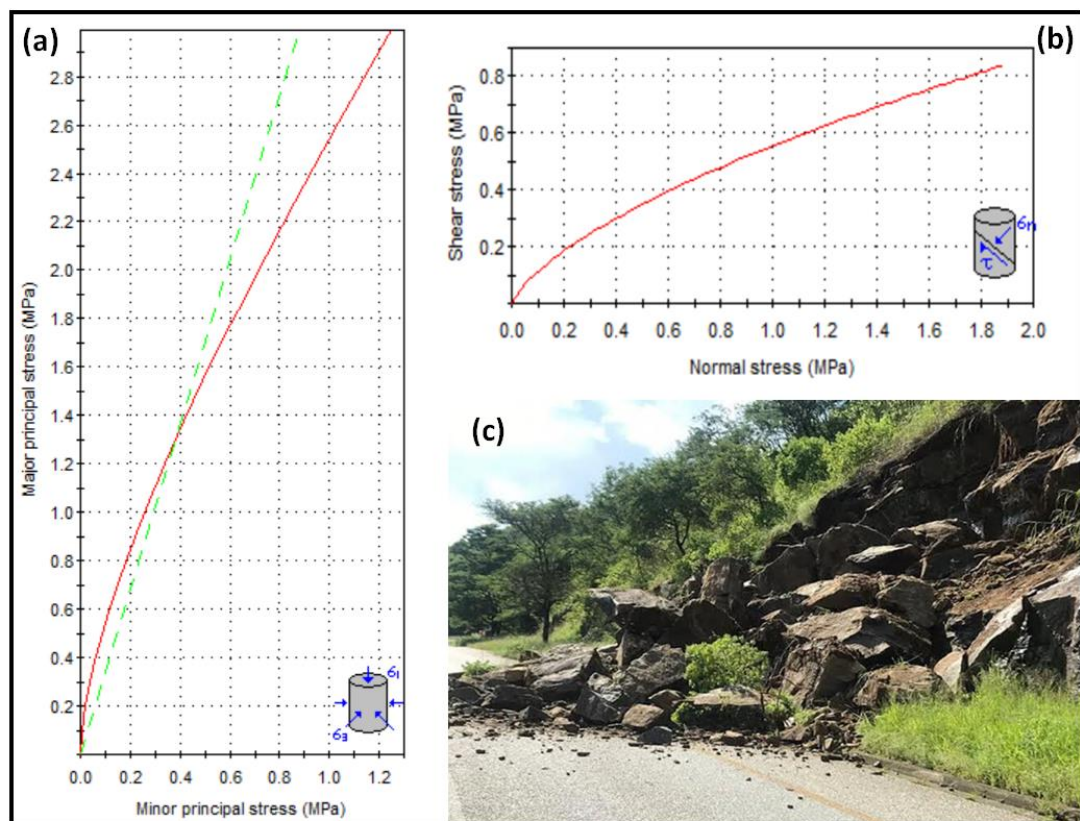 (a)
Major principal stress (MPa)
2.8
2.6
2.4
2.2
2.0
1.8
1.6
1.4
1.2
1.0
0.8
0.6
0.4
0.2
0.0 0.2 0.4 0.6 0.8 1.0 1.2
Minor principal stress (MPa)
σ1
σ3
(b)
Shear stress (MPa)
0.8
0.6
0.4
0.2
0.0 0.2 0.4 0.6 0.8 1.0 1.2 1.4 1.6 1.8 2.0
Normal stress (MPa)
σn
τ
(c)